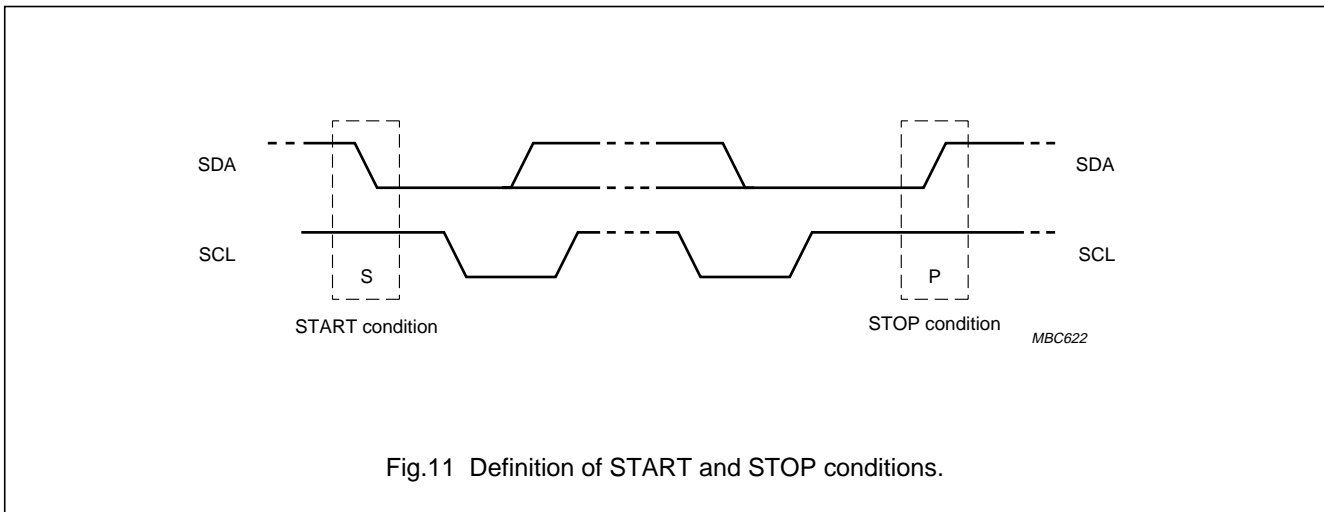 SDA
SDA
SCL
SCL
S
P
START condition
STOP condition
MBC622
Fig.11 Definition of START and STOP conditions.